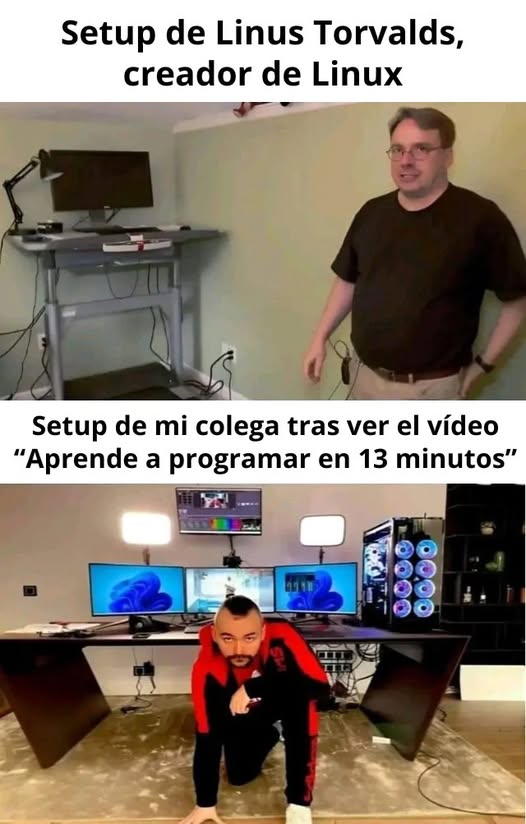 Setup de Linus Torvalds,
creador de Linux
Setup de mi colega tras ver el vídeo
“Aprende a programar en 13 minutos”